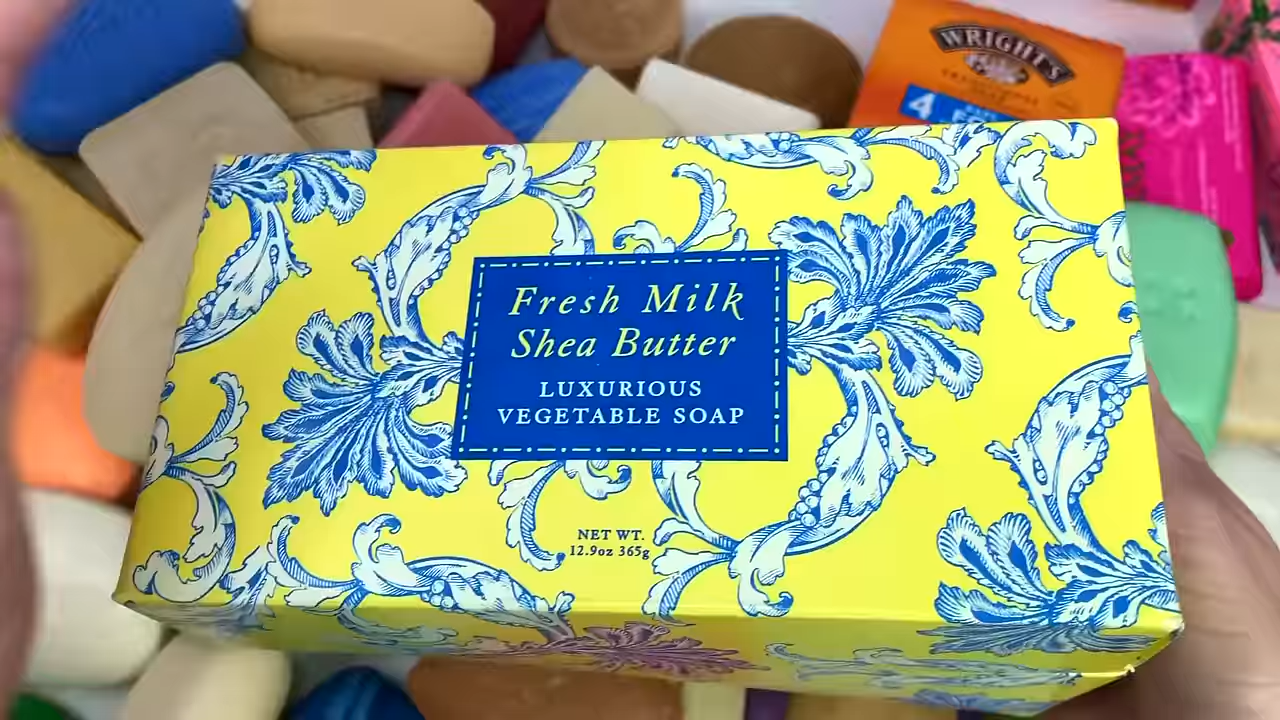 WRIGHT'S
4
Fresh Milk
Shea Butter
LUXURIOUS
VEGETABLE SOAP
NET WT.
12.9oz 365g